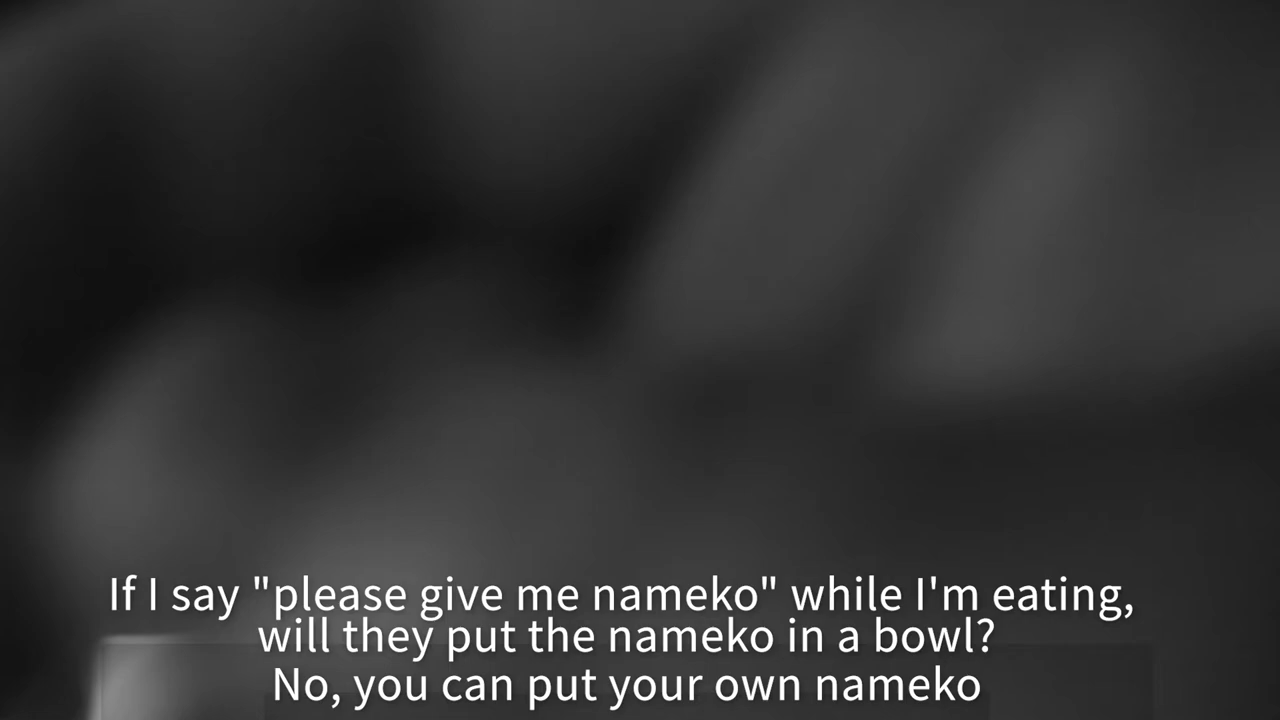 If I say "please give me nameko" while I'm eating,
will they put the nameko in a bowl?
No, you can put your own nameko